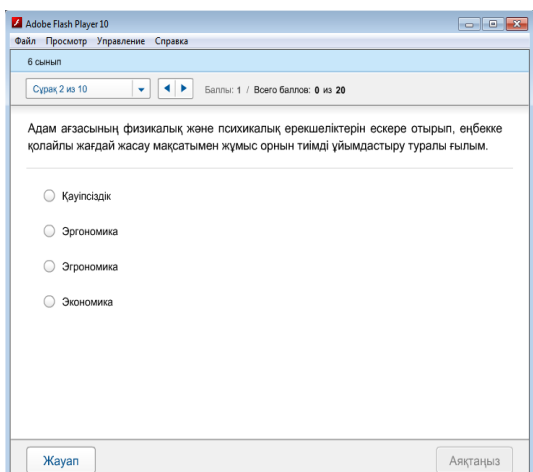 Adobe Flash Player 10
Файл Просмотр Управление Справка
6 сынып
Сұрақ 2 из 10
Баллы: 1 / Всего баллов: 0 из 20
Адам ағзасының физикалық және психикалық ерекшеліктерін ескере отырып, еңбекке
қолайлы жағдай жасау мақсатымен жұмыс орнын тиімді ұйымдастыру туралы ғылым.
Қауіпсіздік
Эргономика
Эгрономика
Экономика
Жауап
Аяқтаңыз